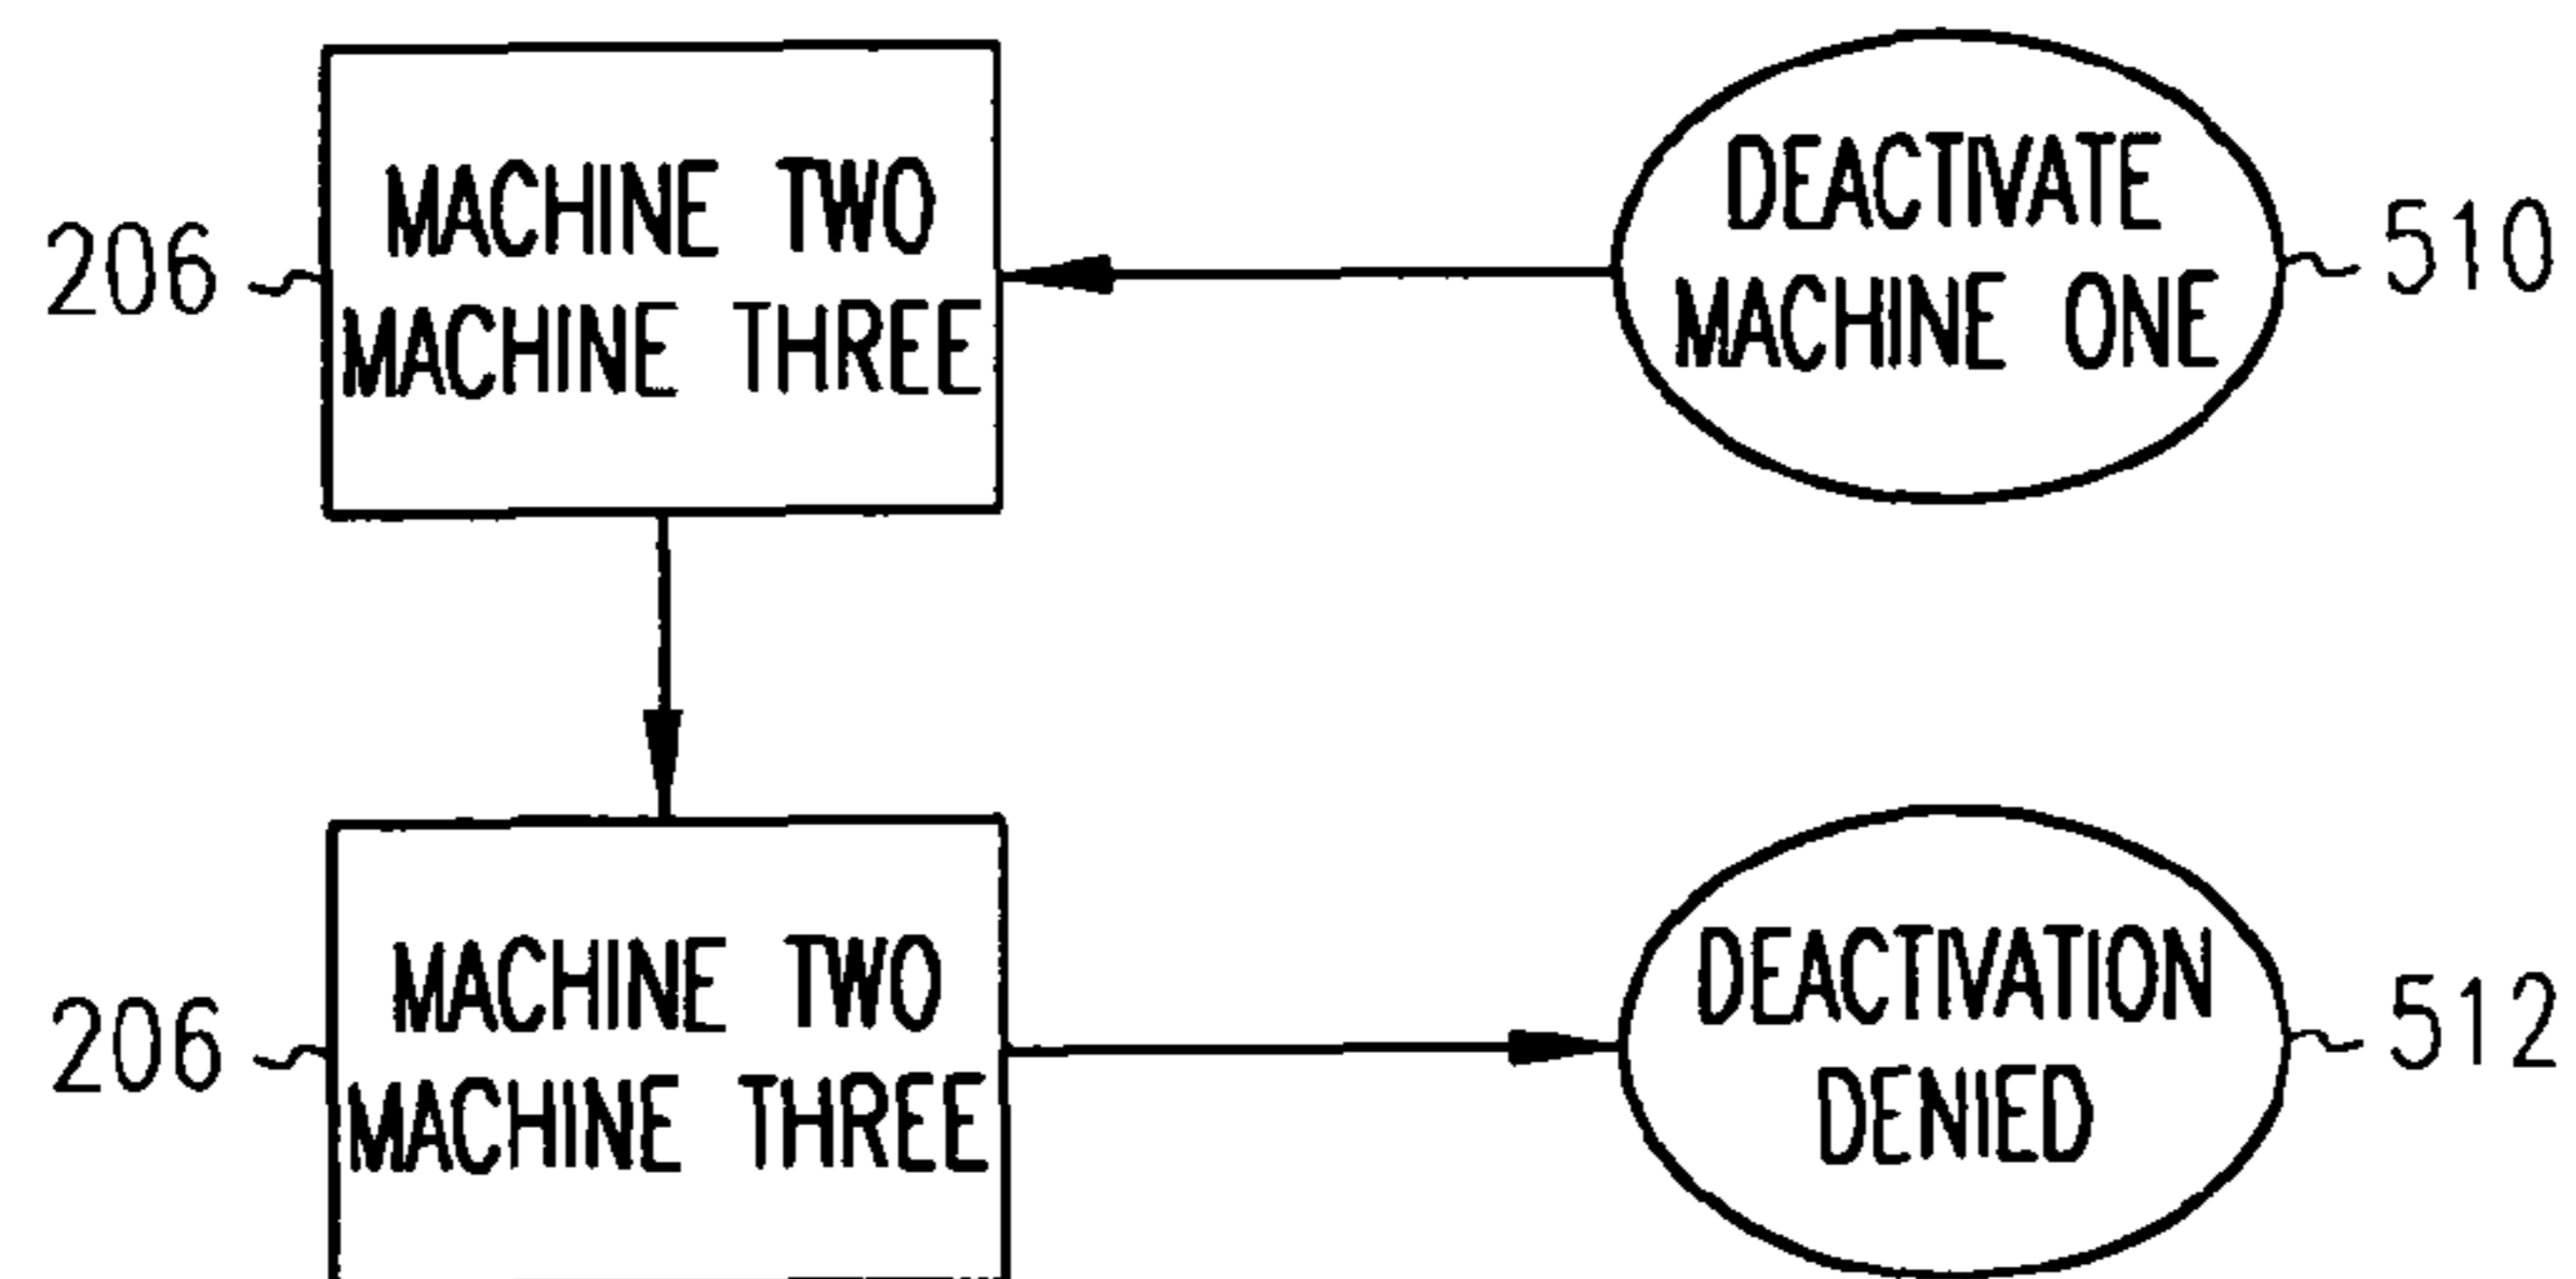 206
MACHINE TWO
MACHINE THREE
DEACTIVATE
MACHINE ONE
510
206
MACHINE TWO
MACHINE THREE
DEACTIVATION
DENIED
512